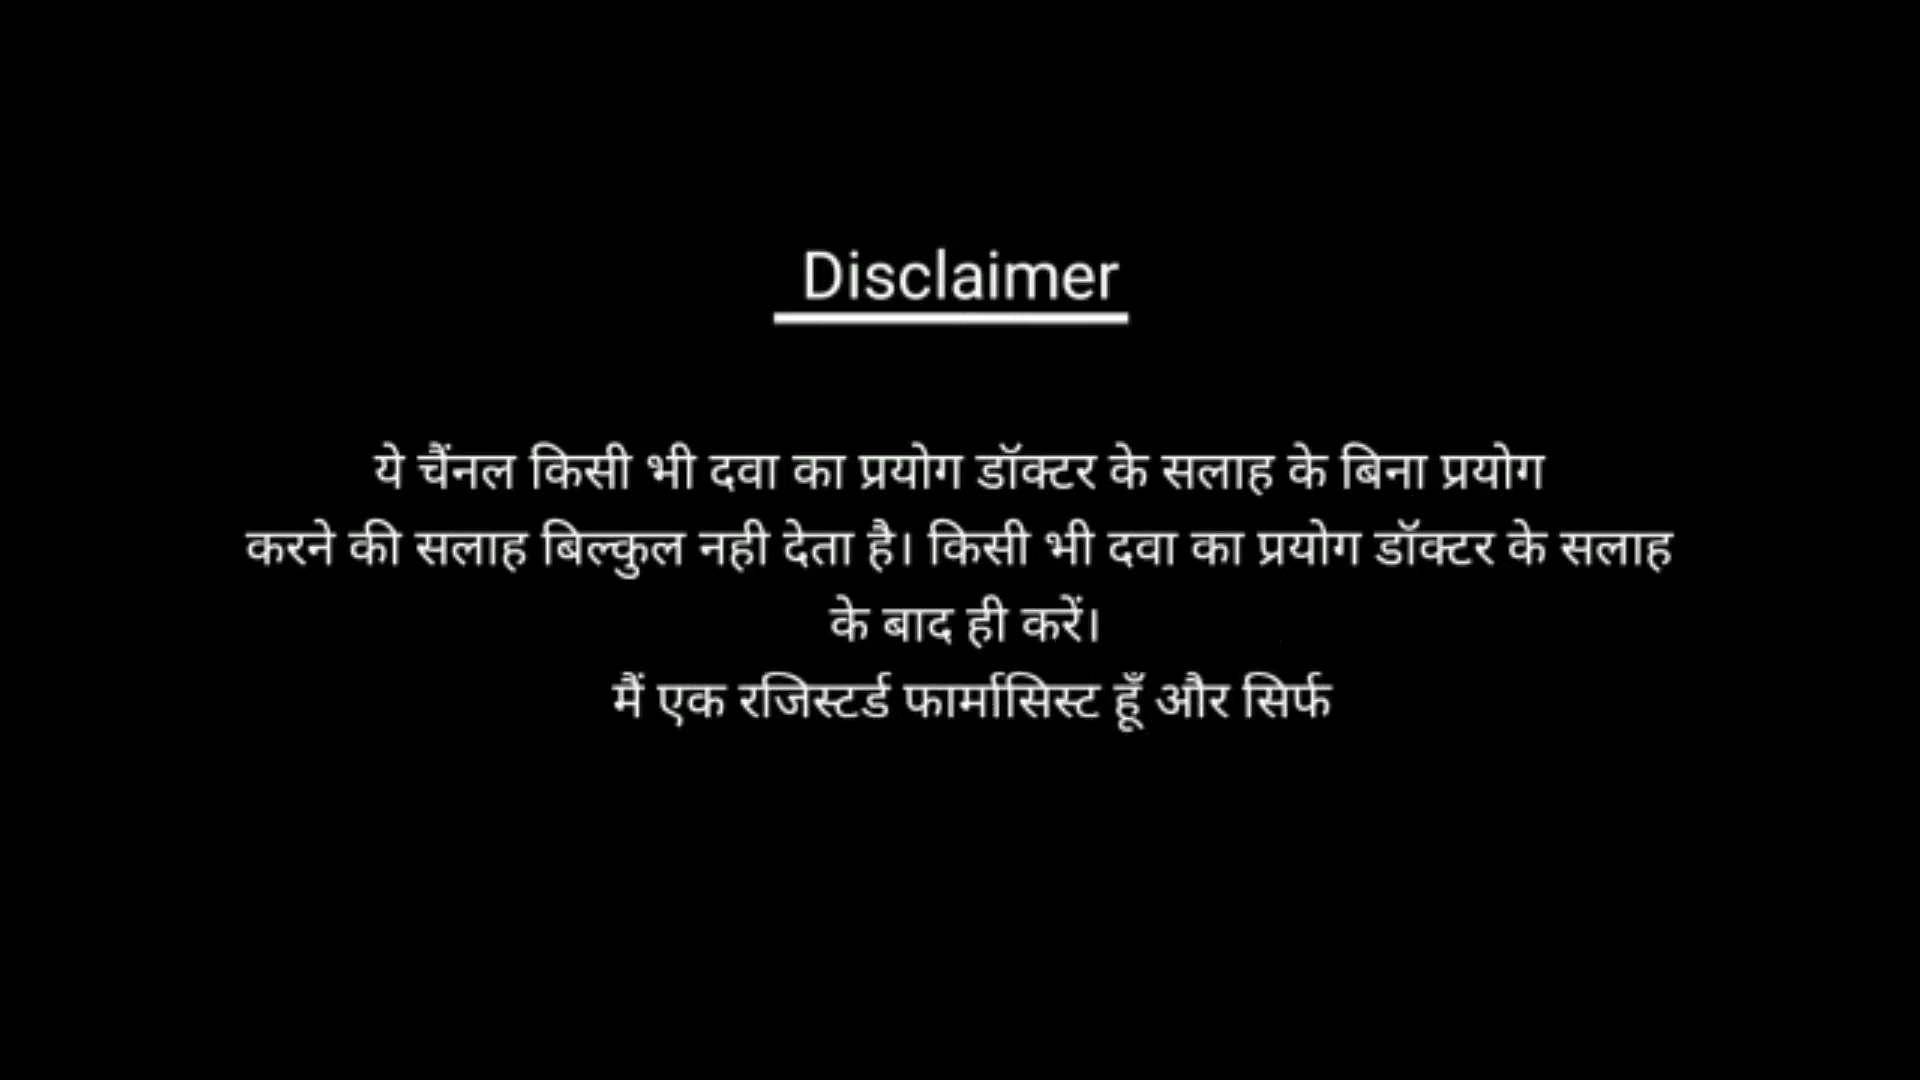 Disclaimer
ये चैंनल किसी भी दवा का प्रयोग डॉक्टर के सलाह के बिना प्रयोग
करने की सलाह बिल्कुल नही देता है। किसी भी दवा का प्रयोग डॉक्टर के सलाह
के बाद ही करें।
मैं एक रजिस्टर्ड फार्मासिस्ट हूँ और सिर्फ